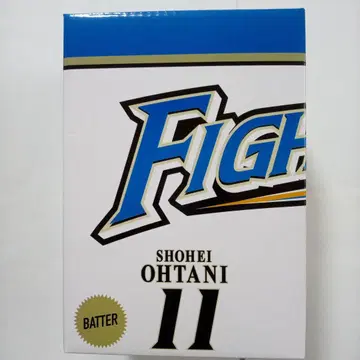 FIGH
SHOHEI
OHTANI
11
BATTER